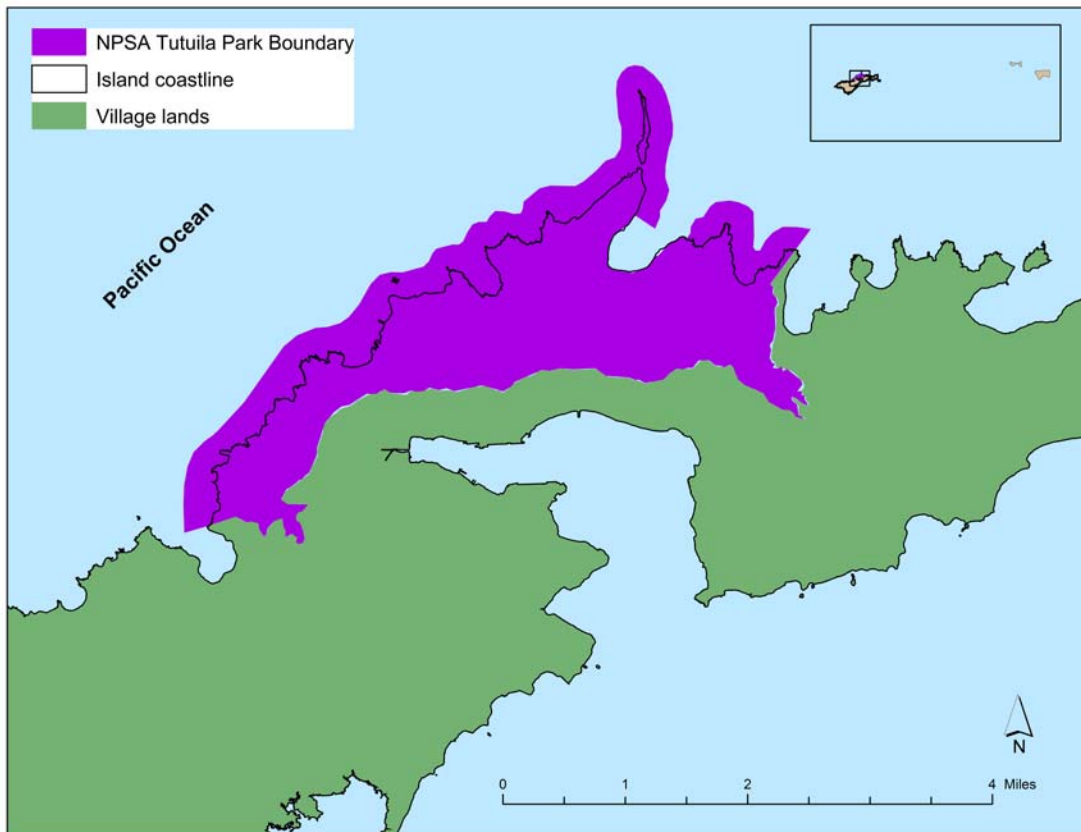 NPSA Tutuila Park Boundary
Island coastline
Village lands
Pacific Ocean
N
0 1 2 4 Miles